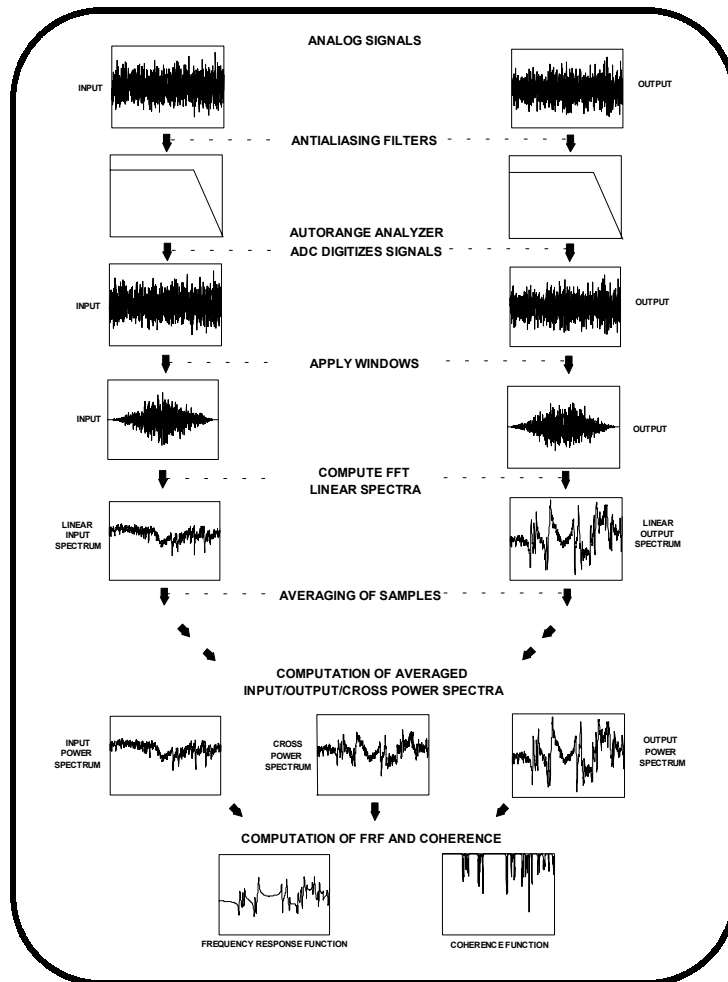 ANALOG SIGNALS
INPUT
OUTPUT
ANTIALIASING FILTERS
AUTORANGE ANALYZER
ADC DIGITIZES SIGNALS
INPUT
OUTPUT
APPLY WINDOWS
INPUT
OUTPUT
COMPUTE FFT
LINEAR SPECTRA
LINEAR
INPUT
SPECTRUM
LINEAR
OUTPUT
SPECTRUM
AVERAGING OF SAMPLES
COMPUTATION OF AVERAGED
INPUT/OUTPUT/CROSS POWER SPECTRA
INPUT
POWER
SPECTRUM
CROSS
POWER
SPECTRUM
OUTPUT
POWER
SPECTRUM
COMPUTATION OF FRF AND COHERENCE
FREQUENCY RESPONSE FUNCTION
COHERENCE FUNCTION